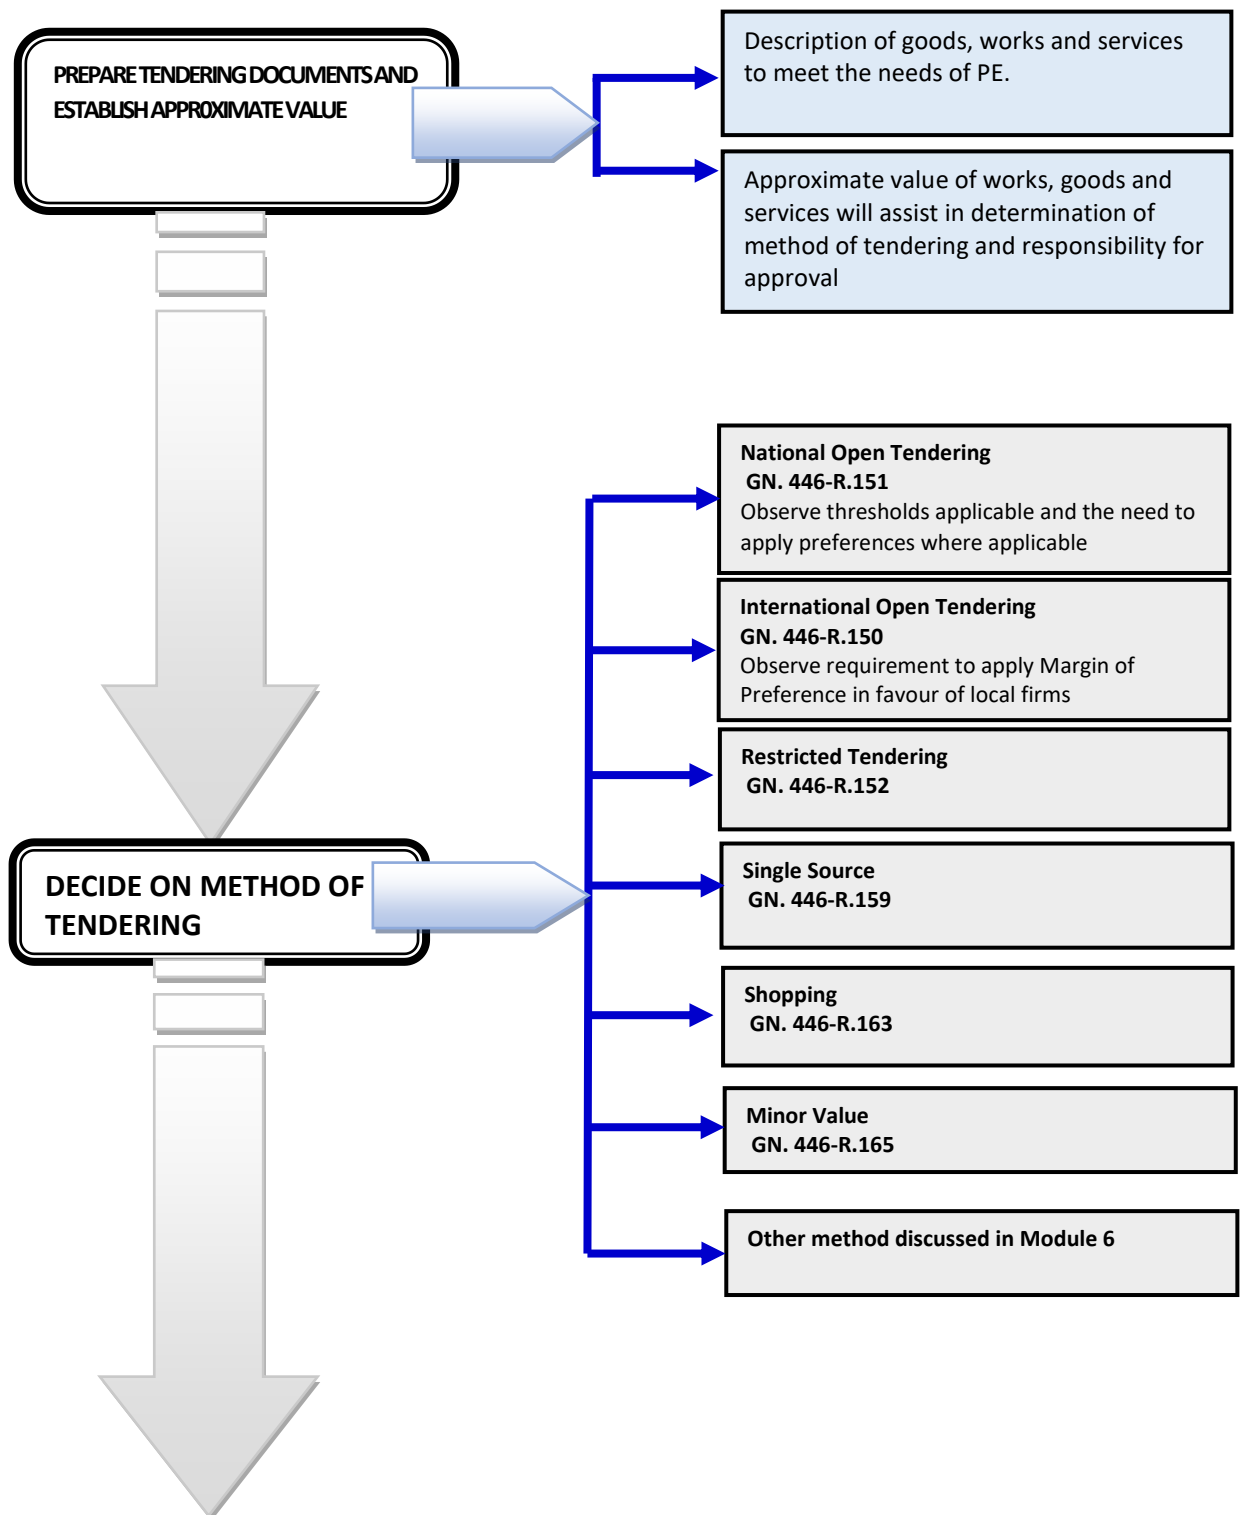 PREPARE TENDERING DOCUMENTS AND
ESTABLISH APPR0XIMATE VALUE
Description of goods, works and services
to meet the needs of PE.
Approximate value of works, goods and
services will assist in determination of
method of tendering and responsibility for
approval
DECIDE ON METHOD OF
TENDERING
National Open Tendering
GN. 446-R.151
Observe thresholds applicable and the need to
apply preferences where applicable
International Open Tendering
GN. 446-R.150
Observe requirement to apply Margin of
Preference in favour of local firms
Restricted Tendering
GN. 446-R.152
Single Source
GN. 446-R.159
Shopping
GN. 446-R.163
Minor Value
GN. 446-R.165
Other method discussed in Module 6